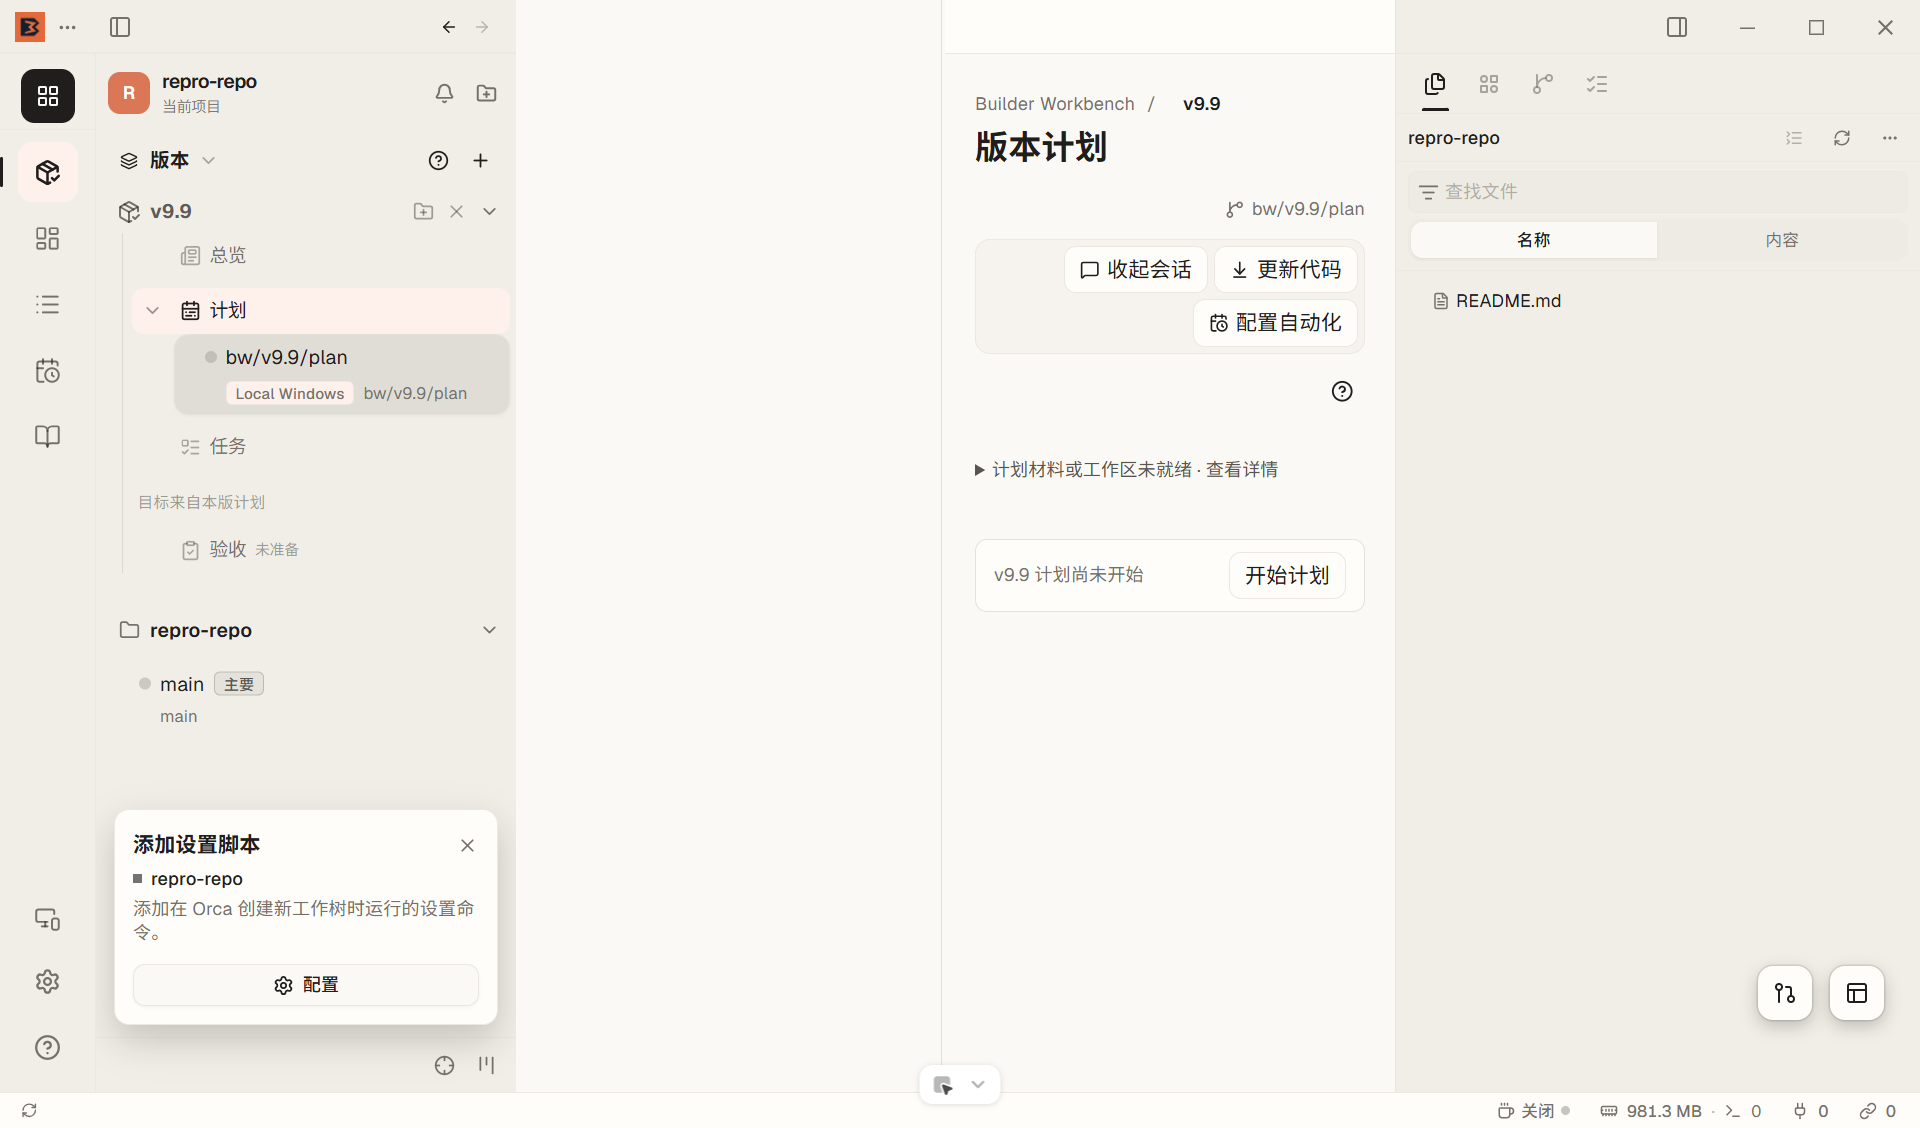 repro-repo
当前项目
版本
v9.9
总览
计划
bw/v9.9/plan
Local Windows bw/v9.9/plan
任务
目标来自本版计划
验收 未准备
repro-repo
main 主要
main
添加设置脚本
repro-repo
添加在 Orca 创建新工作树时运行的设置命
令。
配置
Builder Workbench / v9.9
版本计划
bw/v9.9/plan
收起会话 更新代码
配置自动化
计划材料或工作区未就绪 · 查看详情
v9.9 计划尚未开始 开始计划
repro-repo
查找文件
名称 内容
README.md
关闭 981.3 MB · 0 0 0
R